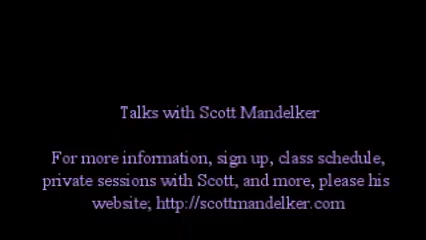 Talks with Scott Mandelker
For more information, sign up, class schedule,
private sessions with Scott, and more, please his
website; http://scottmandelker.com